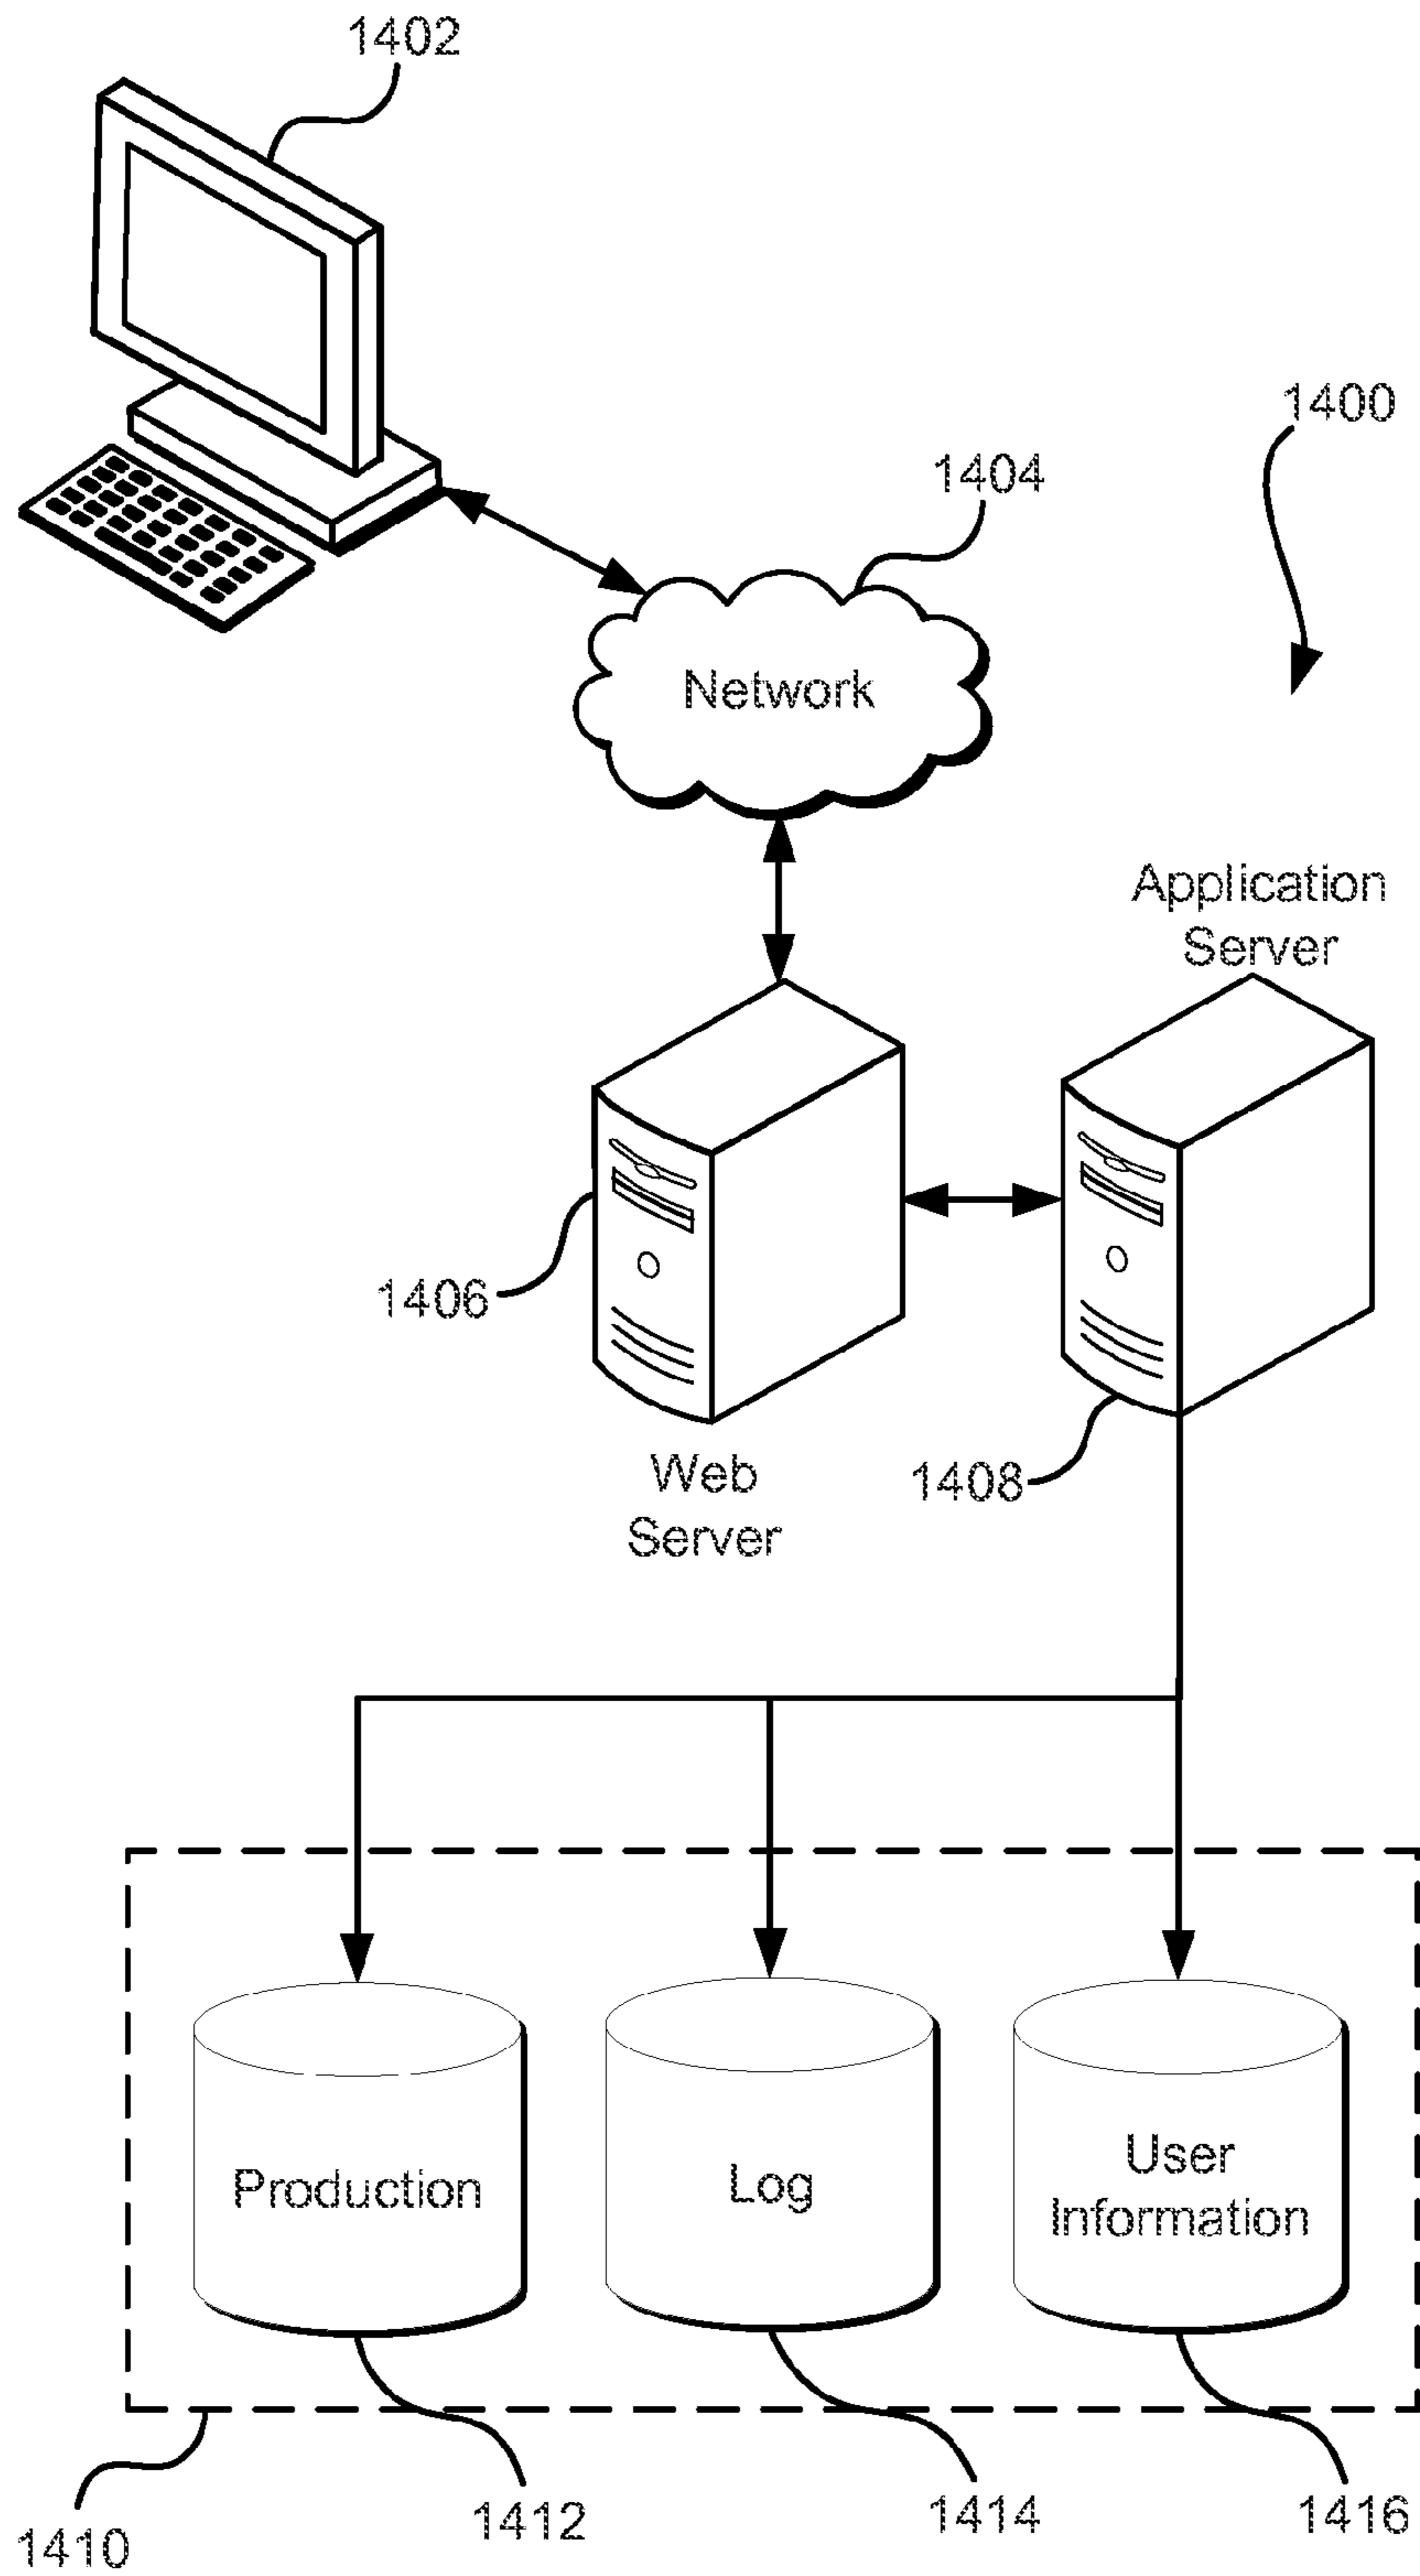 1402
1400
1404
Network
Application
Server
1406
Web
Server
1408
Production
Log
User
Information
1410
1412
1414
1416